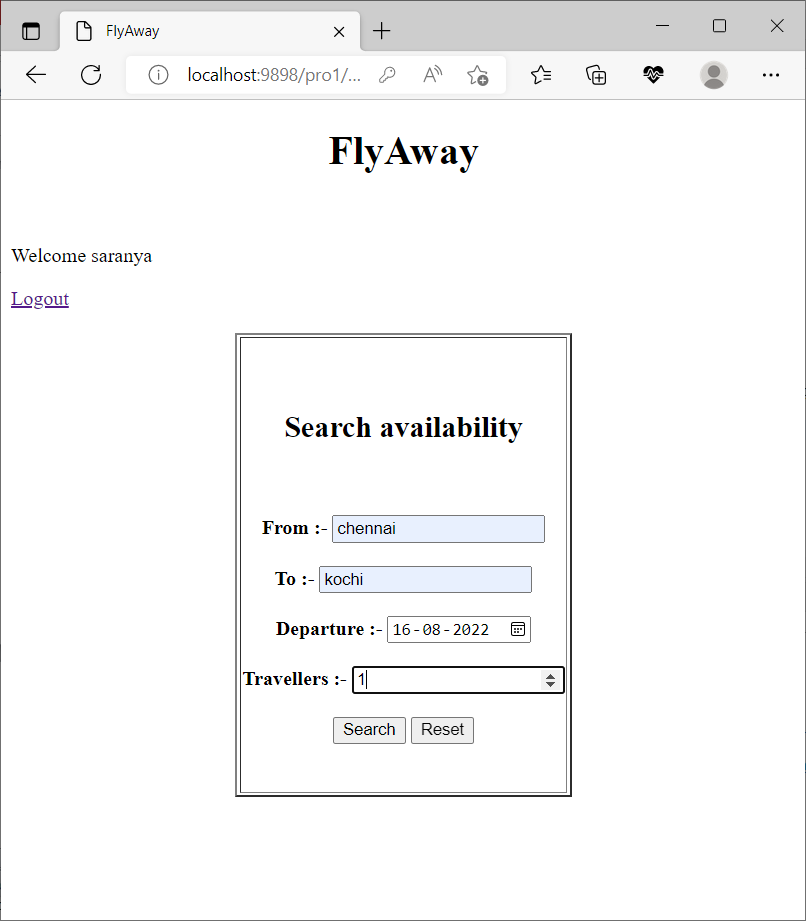 FlyAway
localhost:9898/pro1/...
FlyAway
Welcome saranya
Logout
Search availability
From :- chennai
To :- kochi
Departure :- 16-08-2022
Travellers :- 1
Search Reset